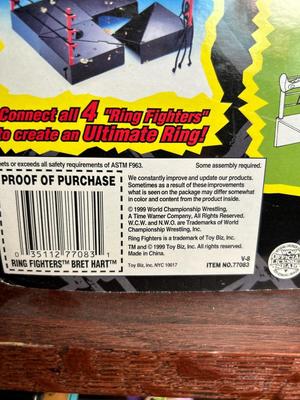 Connect all 4 "Ring Fighters"
to create an Ultimate Ring!
eets or exceeds all safety requirements of ASTM F963.
Some assembly required.
PROOF OF PURCHASE
0 35112 77083 1
RING FIGHTERS™ BRET HART™
We constantly improve and update our products.
Sometimes as a result of these improvements
what is seen on the package may differ somewhat
in color and content from the product inside.
© 1999 World Championship Wrestling.
A Time Warner Company, All Rights Reserved.
W.C.W. and N.W.O. are Trademarks of World
Championship Wrestling, Inc.
Ring Fighters is a trademark of Toy Biz, Inc.
TM and © 1999 Toy Biz, Inc. All rights reserved.
Made in China.
V-8
Toy Biz, Inc. NYC 10017
ITEM NO.77083